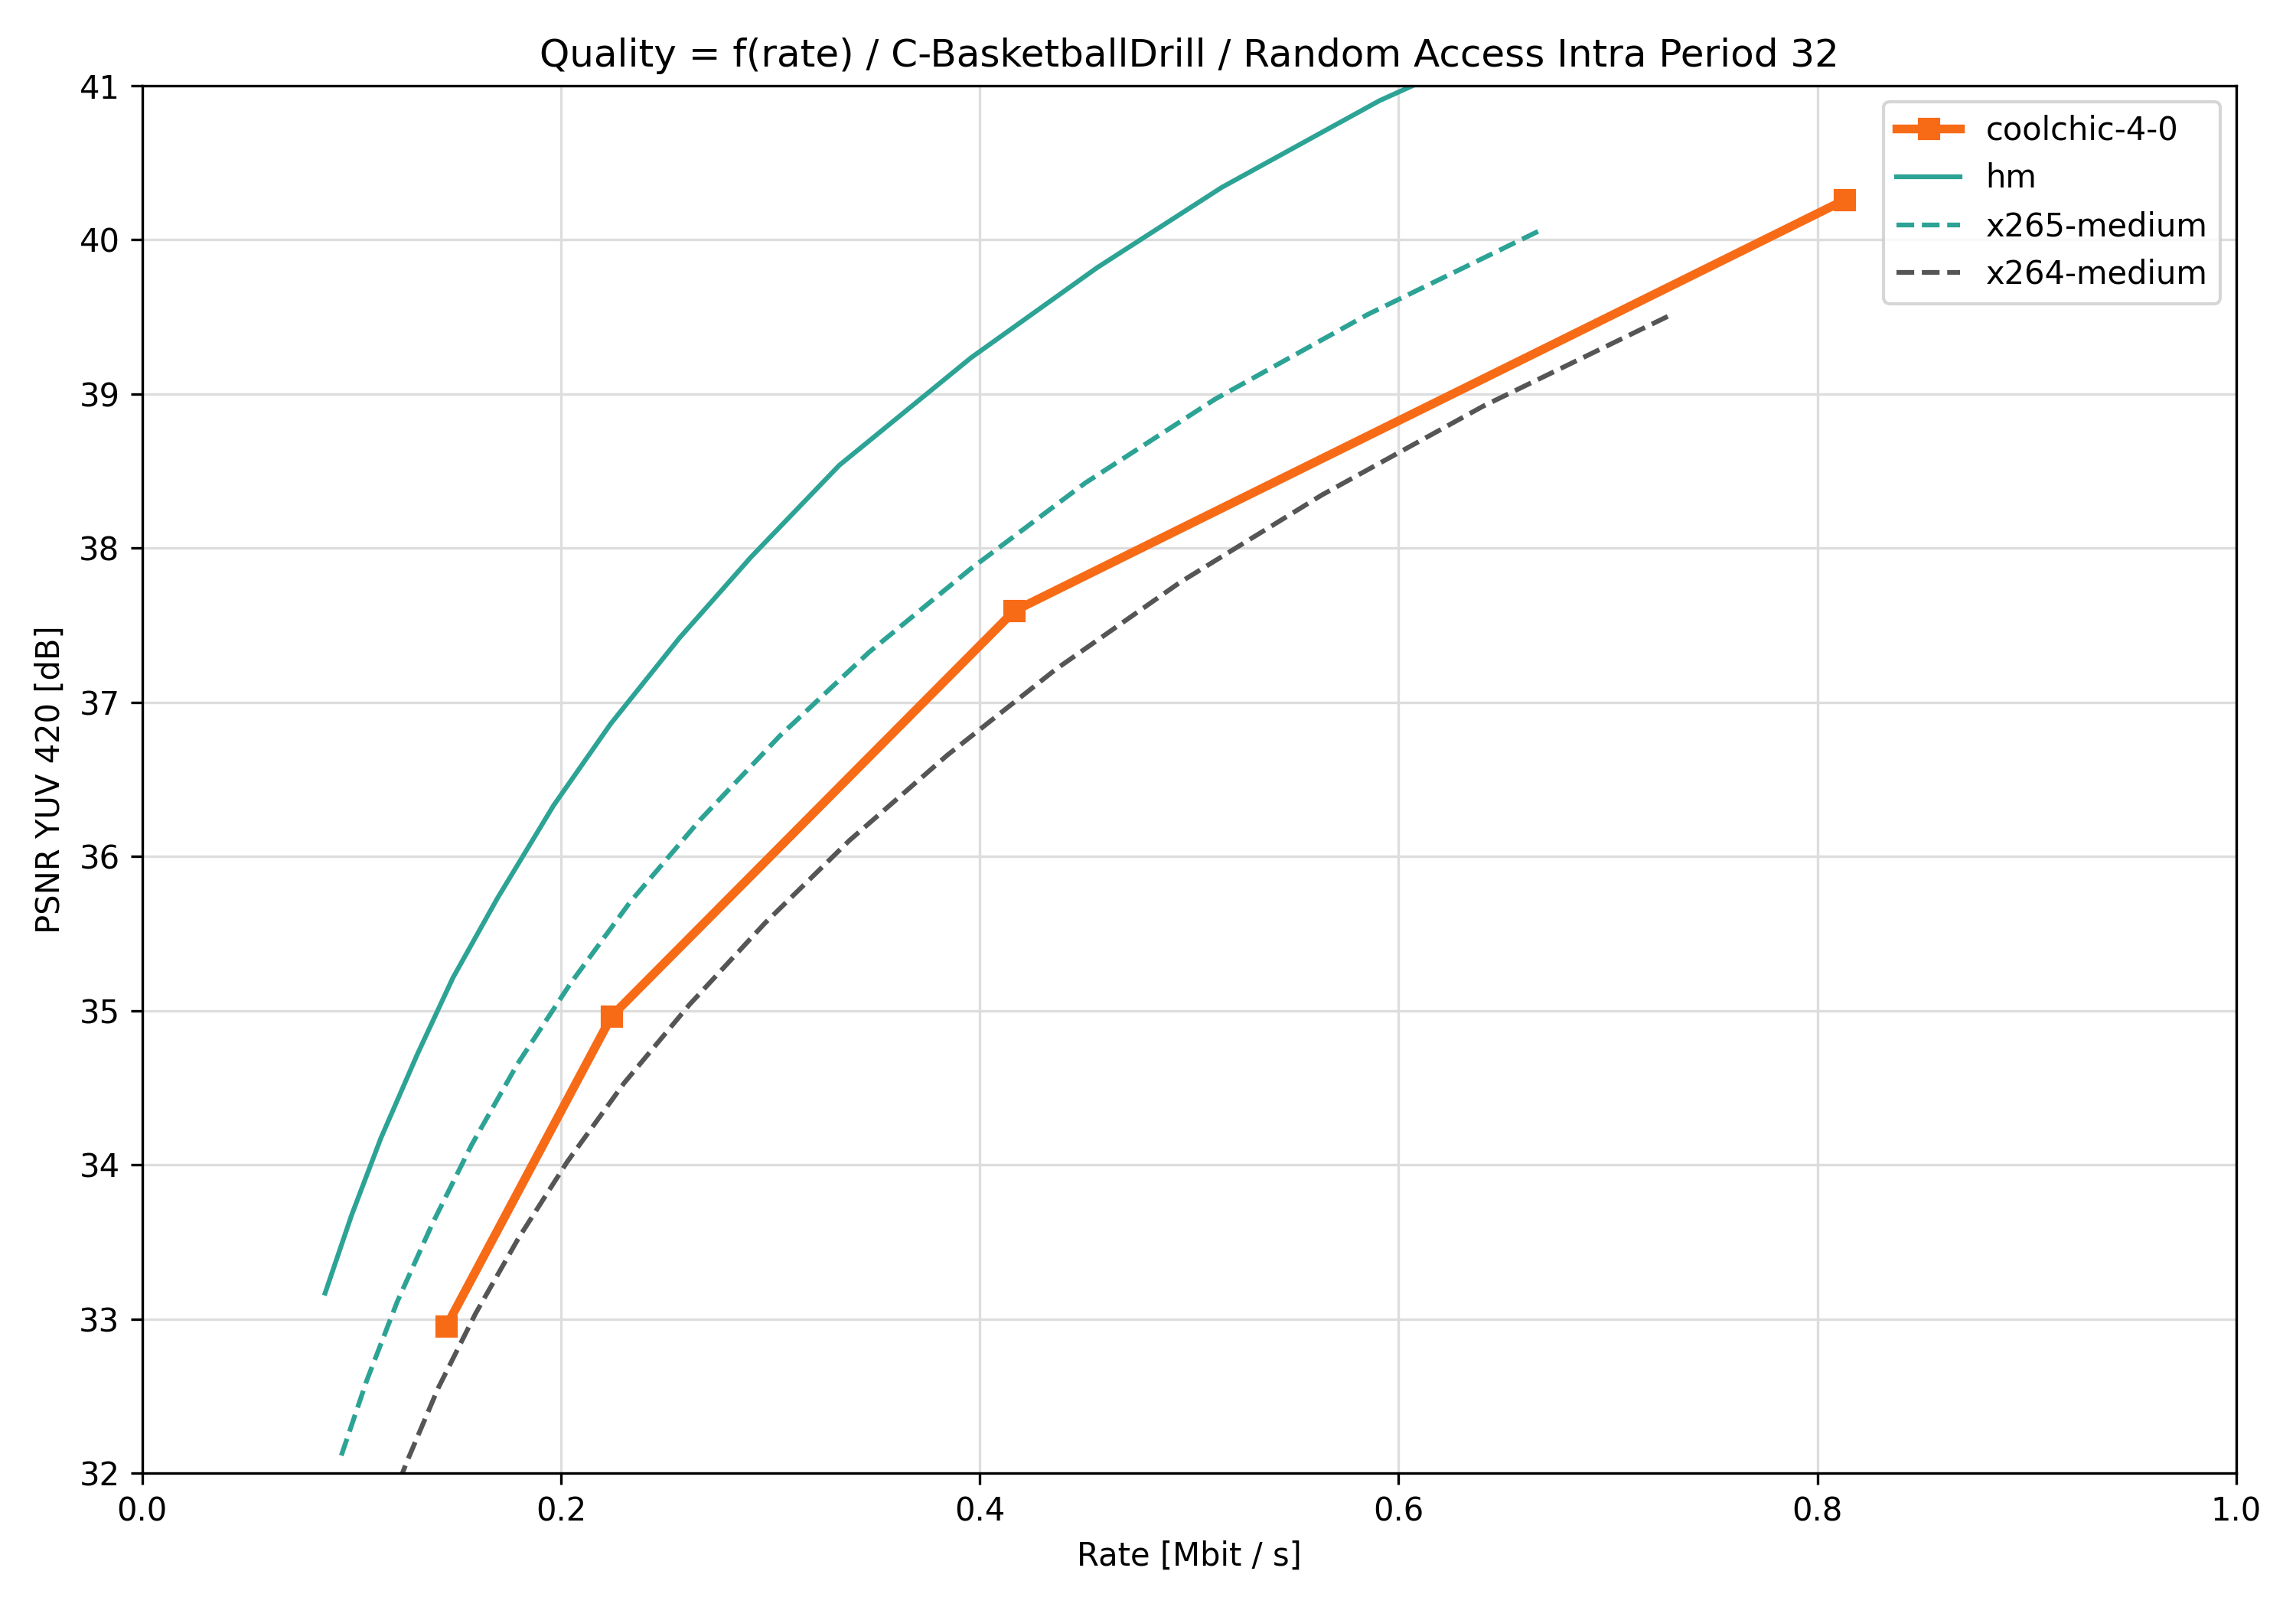 Quality = f(rate) / C-BasketballDrill / Random Access Intra Period 32
coolchic-4-0
hm
x265-medium
x264-medium
PSNR YUV 420 [dB]
41
40
39
38
37
36
35
34
33
32
0.0 0.2 0.4 0.6 0.8 1.0
Rate [Mbit / s]